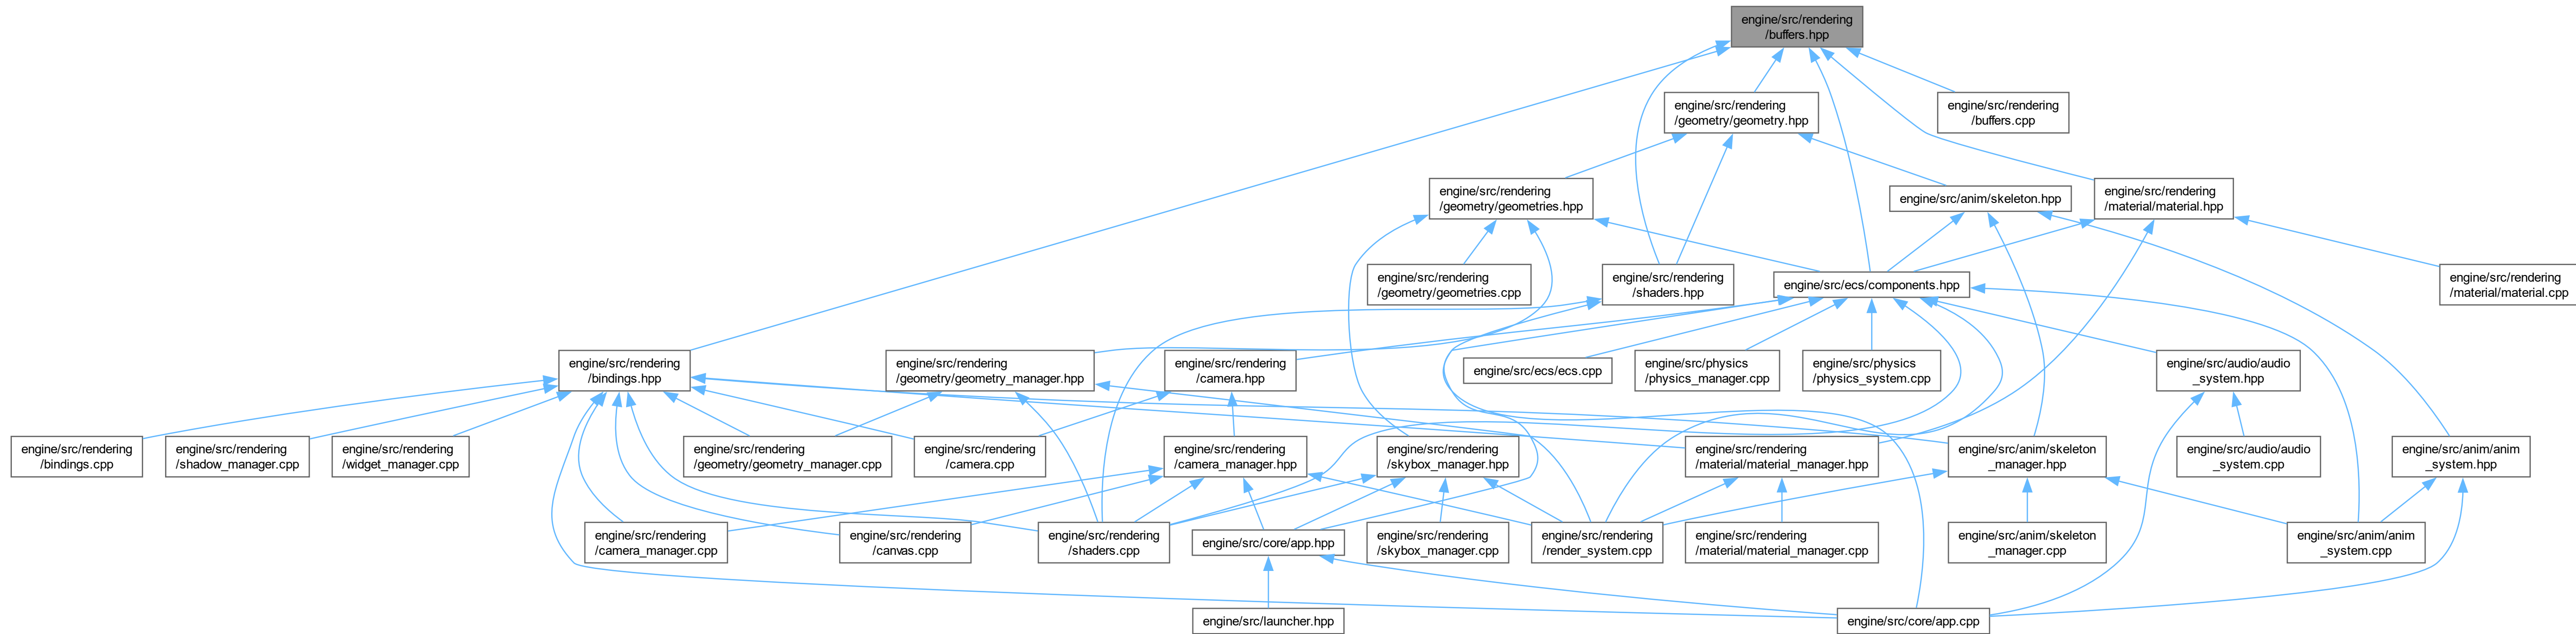 engine/src/rendering
/buffers.hpp
engine/src/rendering
/geometry/geometry.hpp
engine/src/rendering
/buffers.cpp
engine/src/rendering
/geometry/geometries.hpp
engine/src/anim/skeleton.hpp
engine/src/rendering
/material/material.hpp
engine/src/rendering
/geometry/geometries.cpp
engine/src/rendering
/shaders.hpp
engine/src/ecs/components.hpp
engine/src/rendering
/material/material.cpp
engine/src/rendering
/bindings.hpp
engine/src/rendering
/geometry/geometry_manager.hpp
engine/src/rendering
/camera.hpp
engine/src/ecs/ecs.cpp
engine/src/physics
/physics_manager.cpp
engine/src/physics
/physics_system.cpp
engine/src/audio/audio
_system.hpp
engine/src/rendering
/bindings.cpp
engine/src/rendering
/shadow_manager.cpp
engine/src/rendering
/widget_manager.cpp
engine/src/rendering
/geometry/geometry_manager.cpp
engine/src/rendering
/camera.cpp
engine/src/rendering
/camera_manager.hpp
engine/src/rendering
/skybox_manager.hpp
engine/src/rendering
/material/material_manager.hpp
engine/src/anim/skeleton
_manager.hpp
engine/src/audio/audio
_system.cpp
engine/src/anim/anim
_system.hpp
engine/src/rendering
/camera_manager.cpp
engine/src/rendering
/canvas.cpp
engine/src/rendering
/shaders.cpp
engine/src/core/app.hpp
engine/src/rendering
/skybox_manager.cpp
engine/src/rendering
/render_system.cpp
engine/src/rendering
/material/material_manager.cpp
engine/src/anim/skeleton
_manager.cpp
engine/src/anim/anim
_system.cpp
engine/src/launcher.hpp
engine/src/core/app.cpp